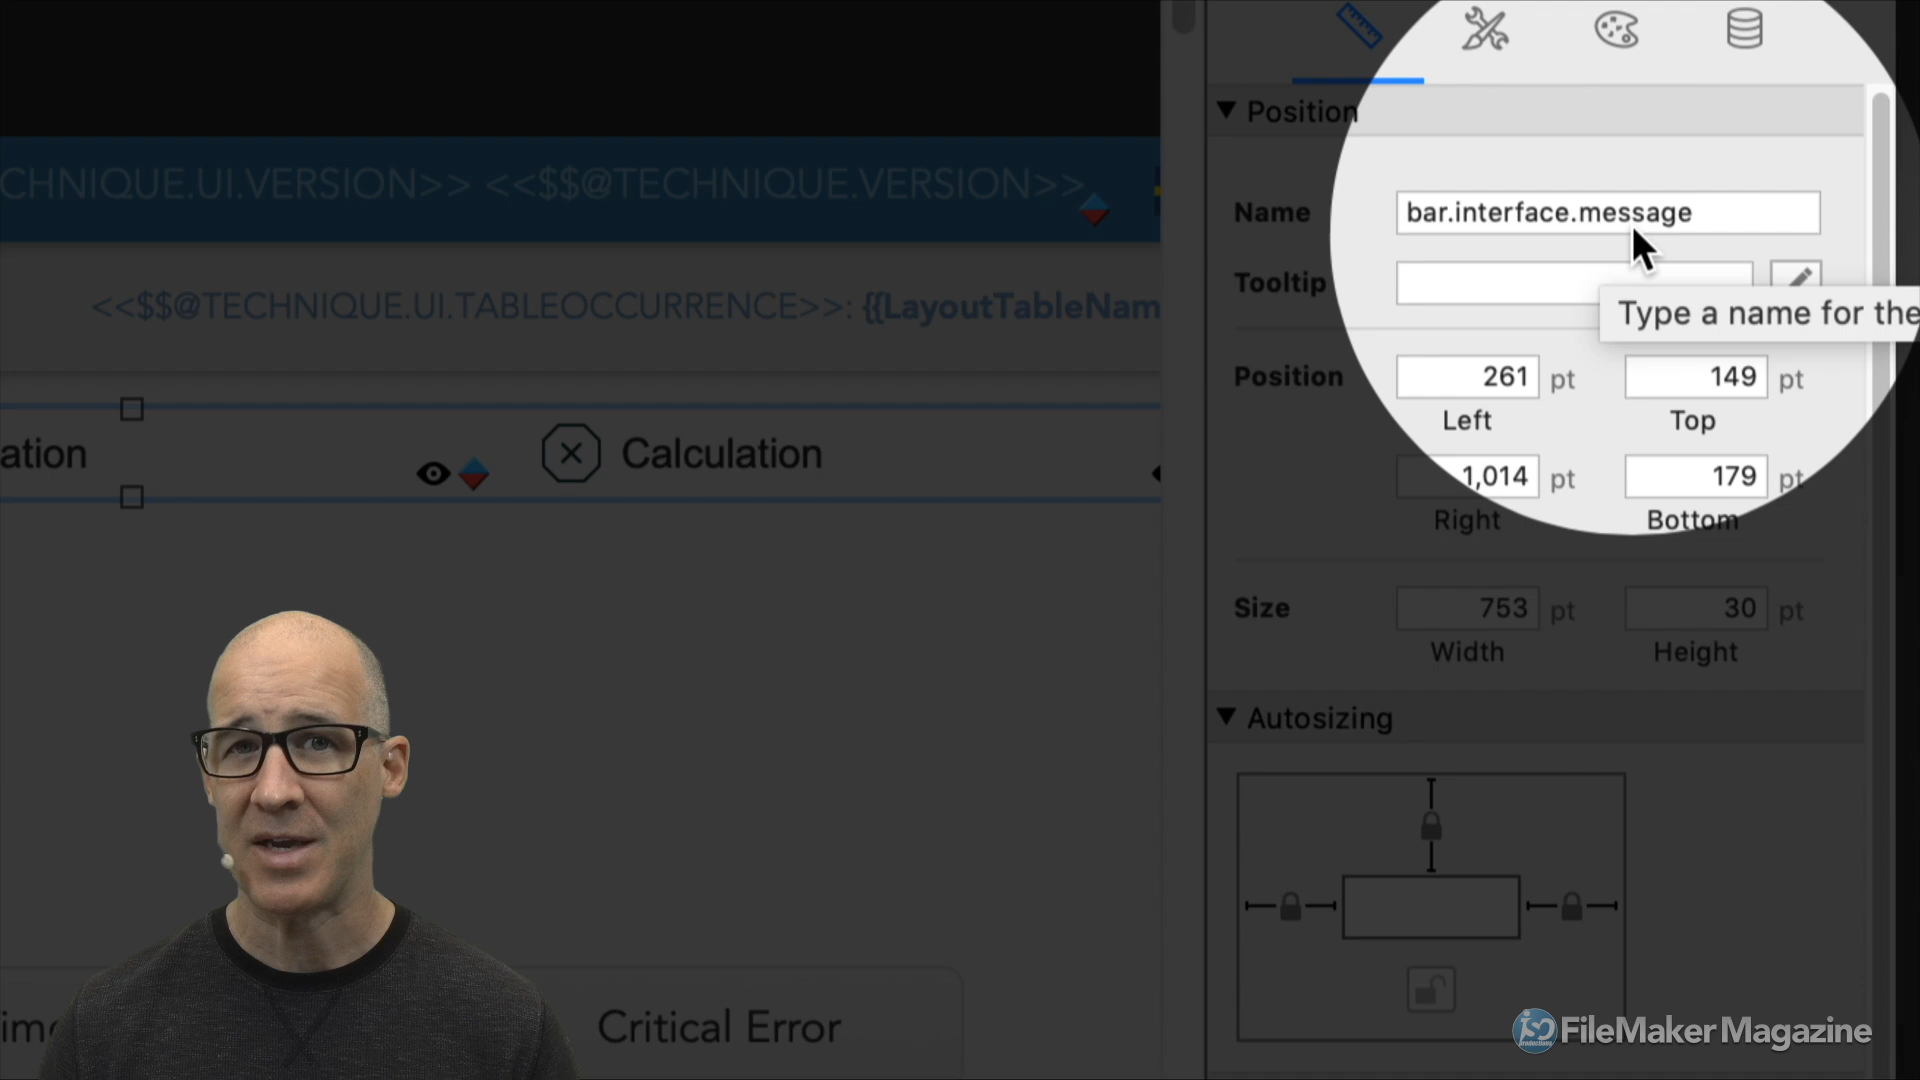 Position
CHNIQUE.UI.VERSION>> <<$$@TECHNIQUE.VERSION>>
Name bar.interface.message
Tooltip
<<$$@TECHNIQUE.UI.TABLEOCCURRENCE>>: {{LayoutTableNam
Type a name for the
Position 261 pt 149 pt
Left Top
ation Calculation
1,014 pt 179 pt
Right Bottom
Size 753 pt 30 pt
Width Height
Autosizing
Critical Error
iso productions FileMaker Magazine